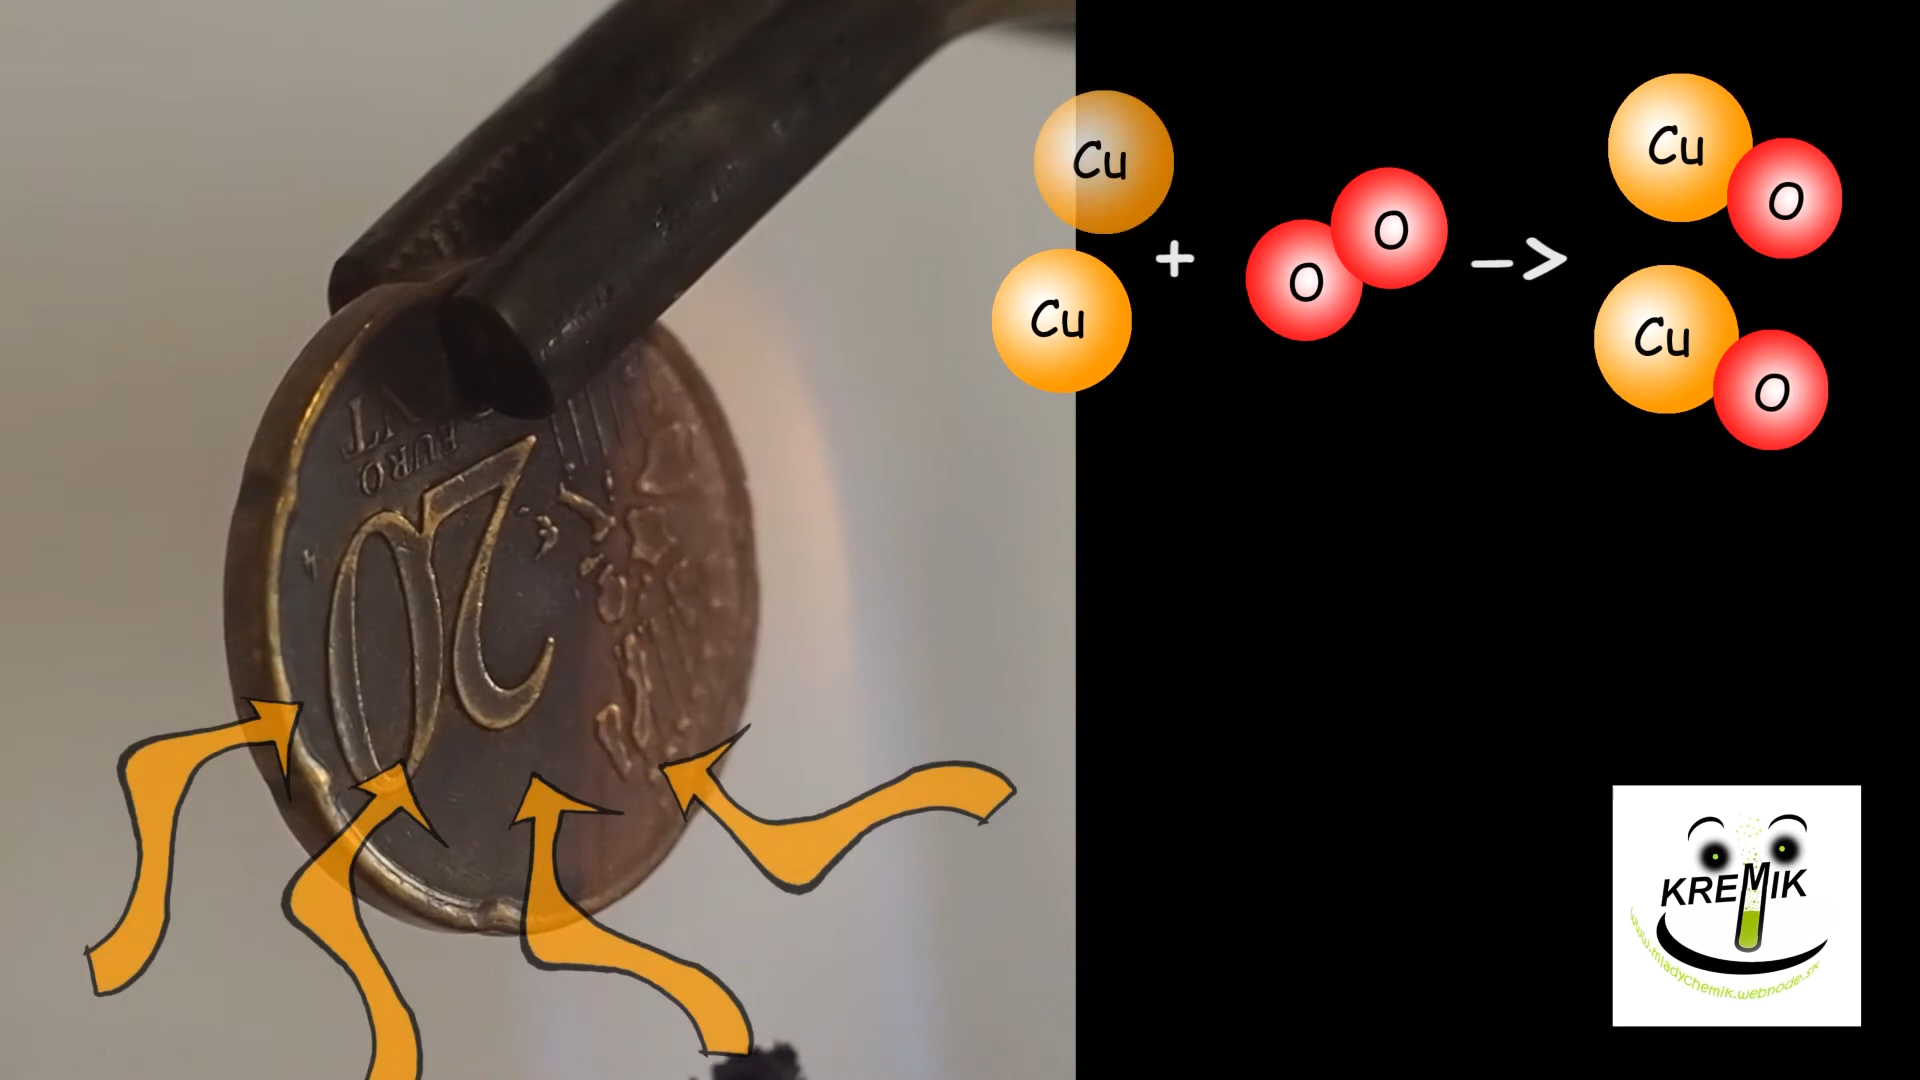 Cu
Cu
+
O
O
->
Cu
O
Cu
O
20
EURO
KREMIK
www.mladychemik.webnode.sk